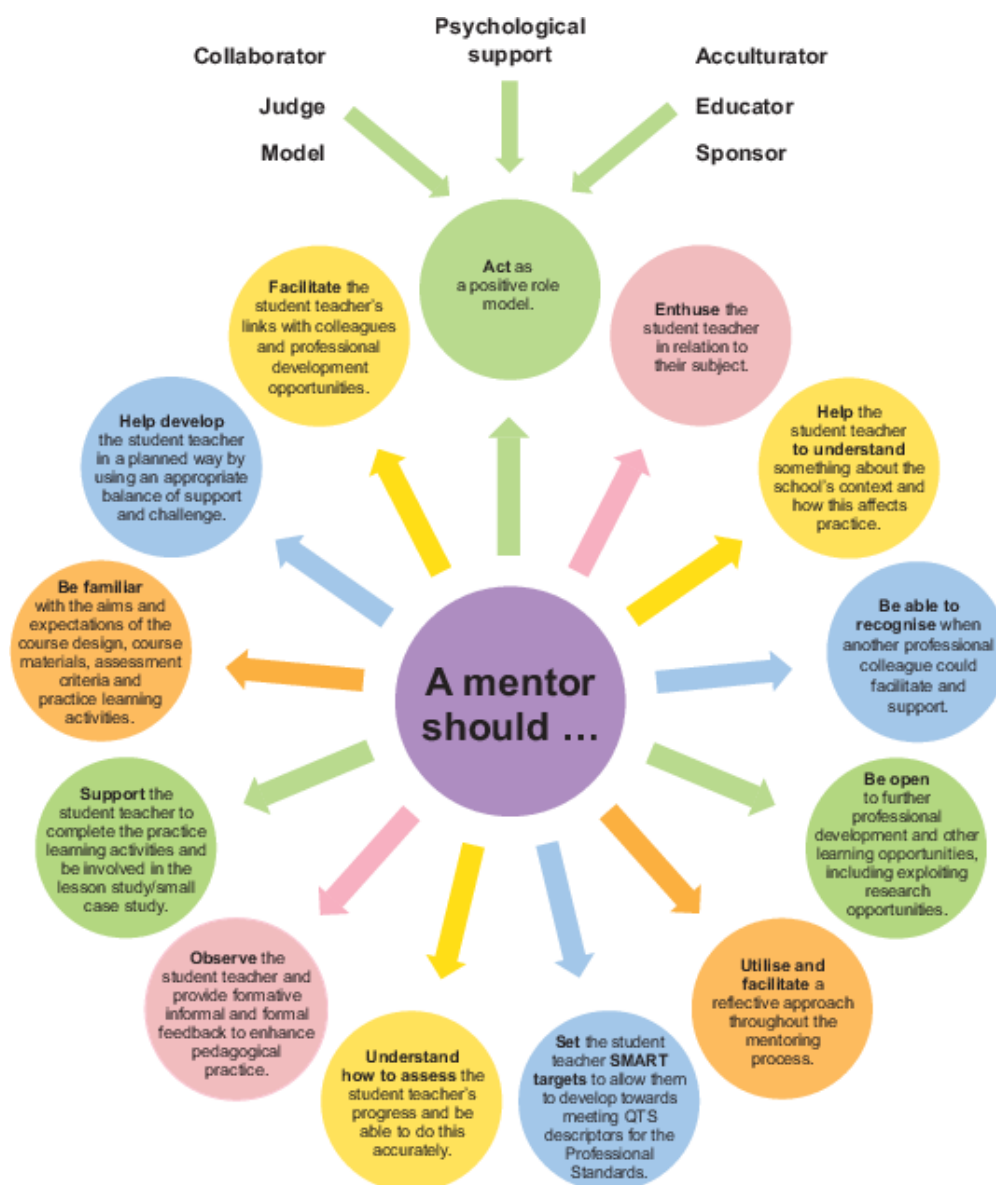 Collaborator
Judge
Model
Psychological
support
Acculturator
Educator
Sponsor
Act as
a positive role
model.
Enthuse the
student teacher
in relation to
their subject.
Help the
student teacher
to understand
something about the
school's context and
how this affects
practice.
Be able to
recognise when
another professional
colleague could
facilitate and
support.
Be open
to further
professional
development and other
learning opportunities,
including exploiting
research
opportunities.
Utilise and
facilitate a
reflective approach
throughout the
mentoring
process.
Set the student
teacher SMART
targets to allow them
to develop towards
meeting QTS
descriptors for the
Professional
Standards.
Understand
how to assess the
student teacher's
progress and be
able to do this
accurately.
Observe the
student teacher and
provide formative
informal and formal
feedback to enhance
pedagogical
practice.
Support the
student teacher to
complete the practice
learning activities and
be involved in the
lesson study/small
case study.
Be familiar
with the aims and
expectations of the
course design, course
materials, assessment
criteria and
practice learning
activities.
Help develop
the student teacher
in a planned way by
using an appropriate
balance of support
and challenge.
Facilitate the
student teacher's
links with colleagues
and professional
development
opportunities.
A mentor
should …